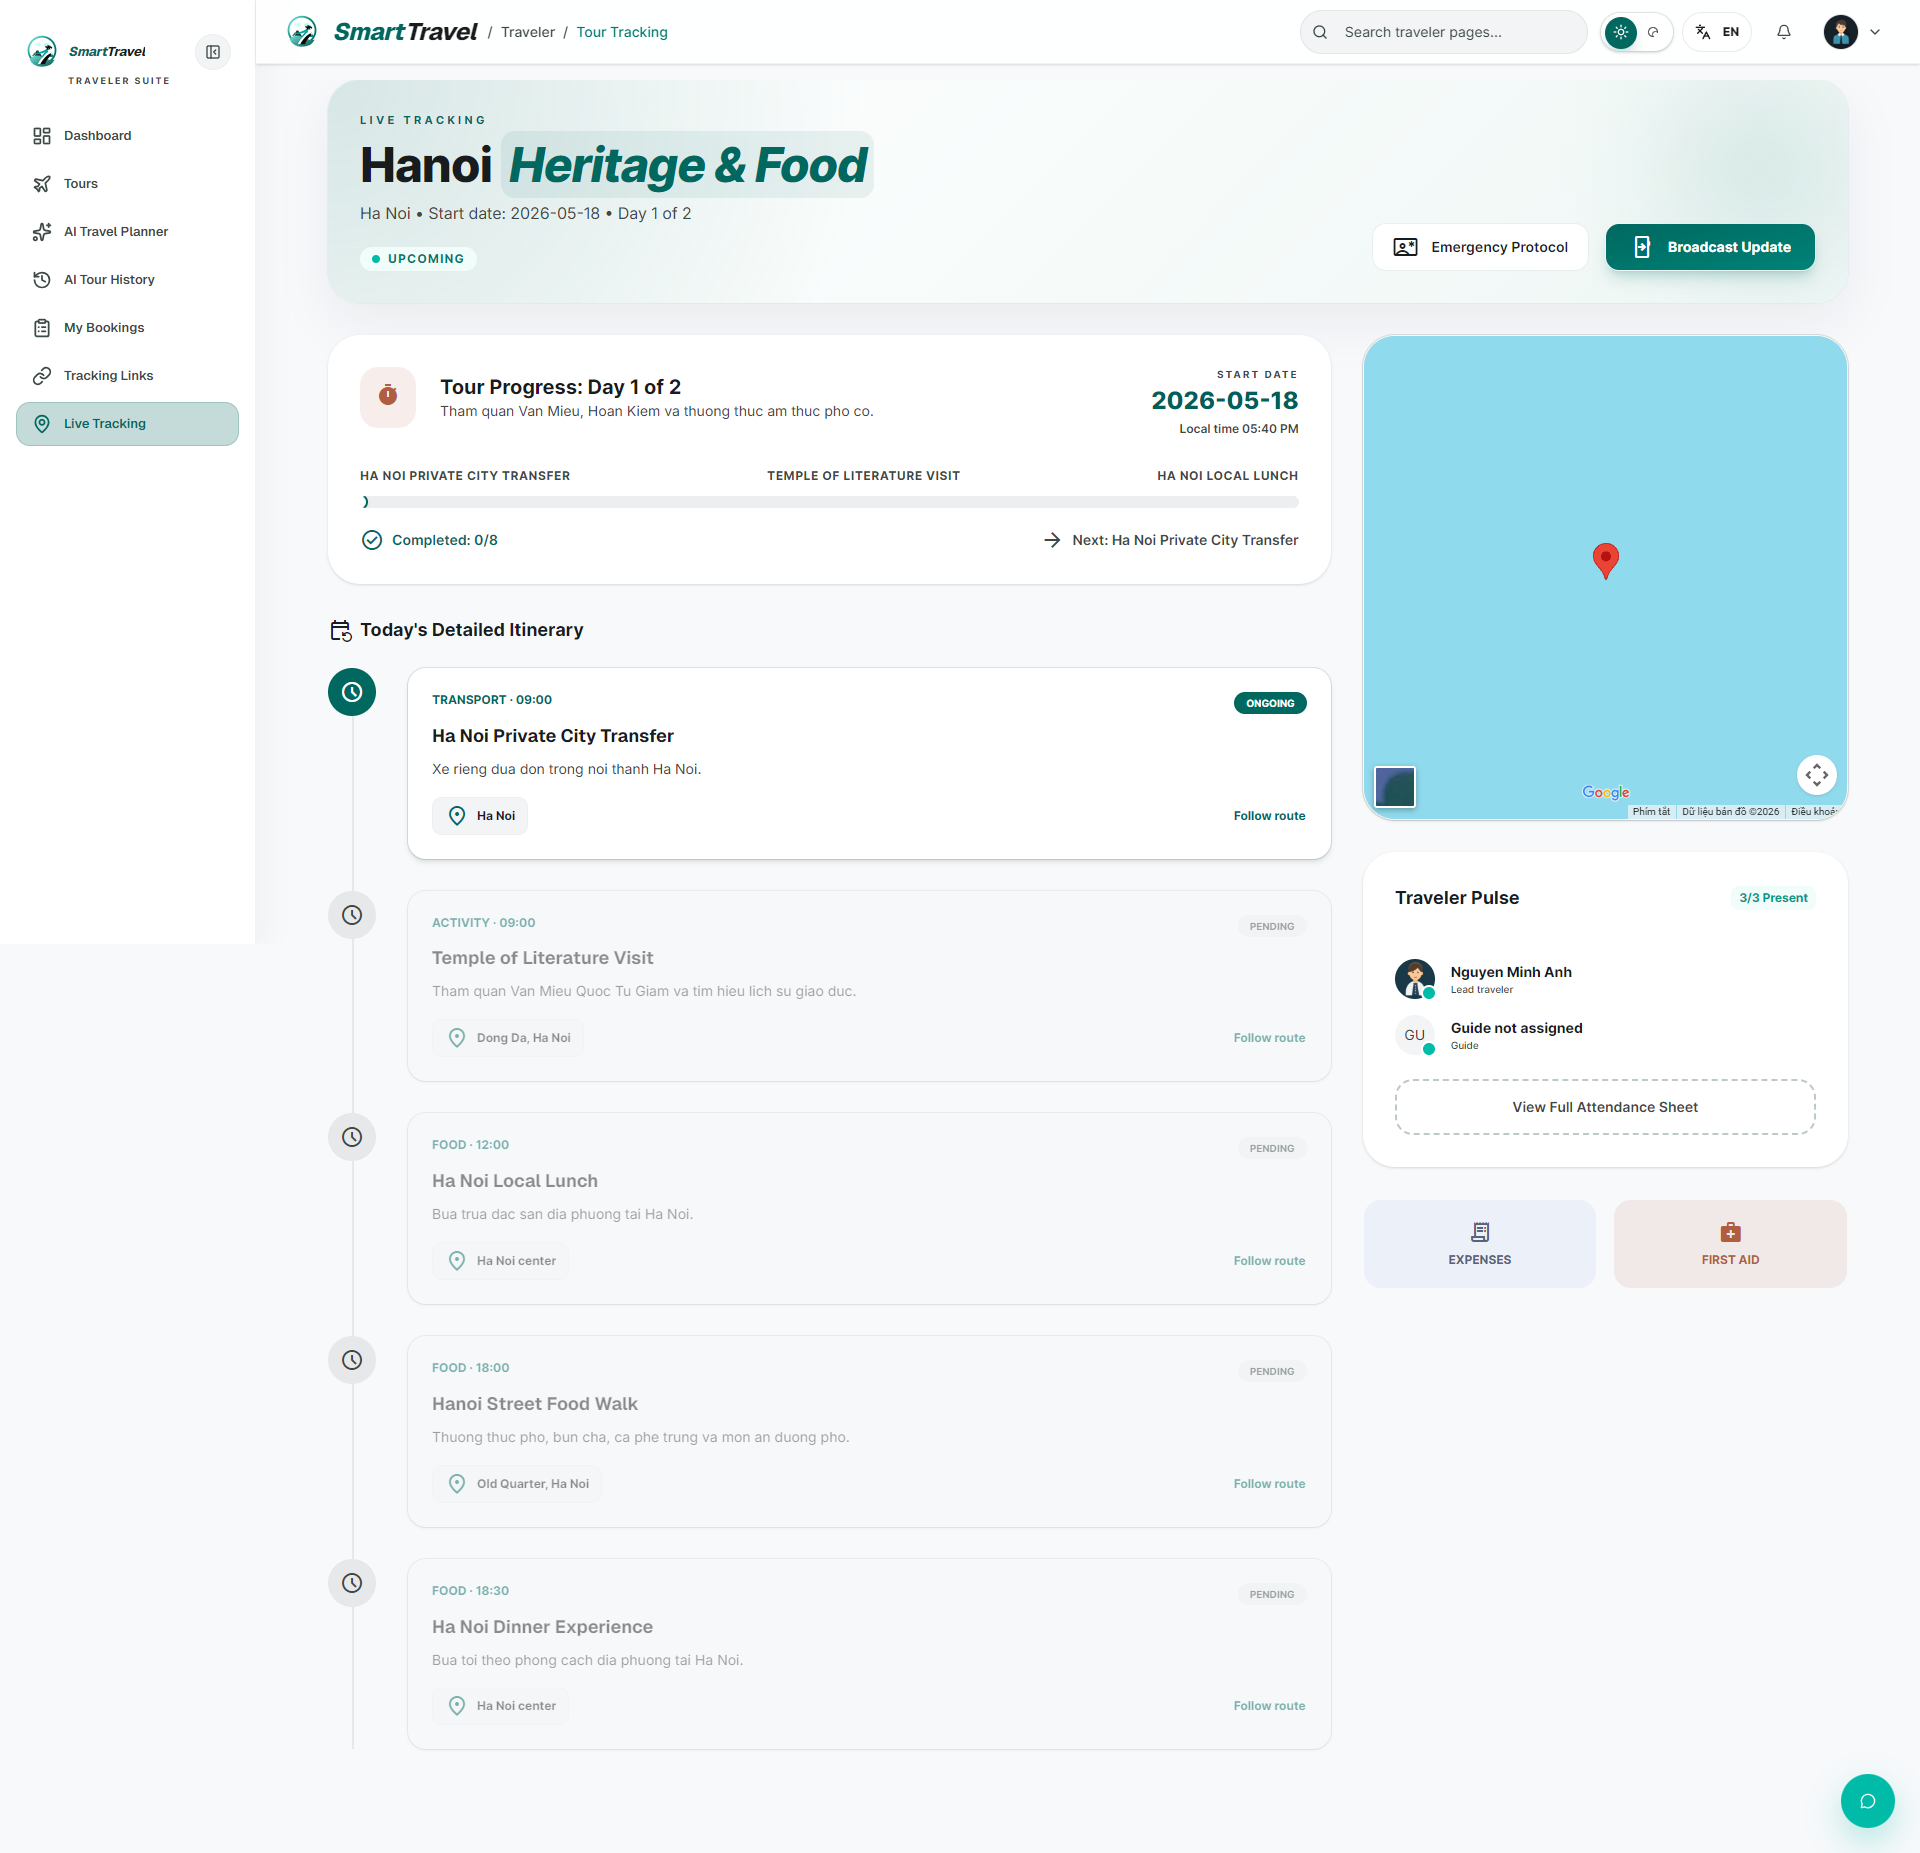 SmartTravel
TRAVELER SUITE
Dashboard
Tours
AI Travel Planner
AI Tour History
My Bookings
Tracking Links
Live Tracking
SmartTravel / Traveler / Tour Tracking
Search traveler pages...
EN
LIVE TRACKING
Hanoi Heritage & Food
Ha Noi • Start date: 2026-05-18 • Day 1 of 2
UPCOMING
Emergency Protocol
Broadcast Update
Tour Progress: Day 1 of 2
Tham quan Van Mieu, Hoan Kiem va thuong thuc am thuc pho co.
START DATE
2026-05-18
Local time 05:40 PM
HA NOI PRIVATE CITY TRANSFER
TEMPLE OF LITERATURE VISIT
HA NOI LOCAL LUNCH
Completed: 0/8
Next: Ha Noi Private City Transfer
Today's Detailed Itinerary
TRANSPORT · 09:00
ONGOING
Ha Noi Private City Transfer
Xe rieng dua don trong noi thanh Ha Noi.
Ha Noi
Follow route
ACTIVITY · 09:00
PENDING
Temple of Literature Visit
Tham quan Van Mieu Quoc Tu Giam va tim hieu lich su giao duc.
Dong Da, Ha Noi
Follow route
FOOD · 12:00
PENDING
Ha Noi Local Lunch
Bua trua dac san dia phuong tai Ha Noi.
Ha Noi center
Follow route
FOOD · 18:00
PENDING
Hanoi Street Food Walk
Thuong thuc pho, bun cha, ca phe trung va mon an duong pho.
Old Quarter, Ha Noi
Follow route
FOOD · 18:30
PENDING
Ha Noi Dinner Experience
Bua toi theo phong cach dia phuong tai Ha Noi.
Ha Noi center
Follow route
Google
Phím tắt
Dữ liệu bản đồ ©2026
Điều
Traveler Pulse
3/3 Present
Nguyen Minh Anh
Lead traveler
GU
Guide not assigned
Guide
View Full Attendance Sheet
EXPENSES
FIRST AID